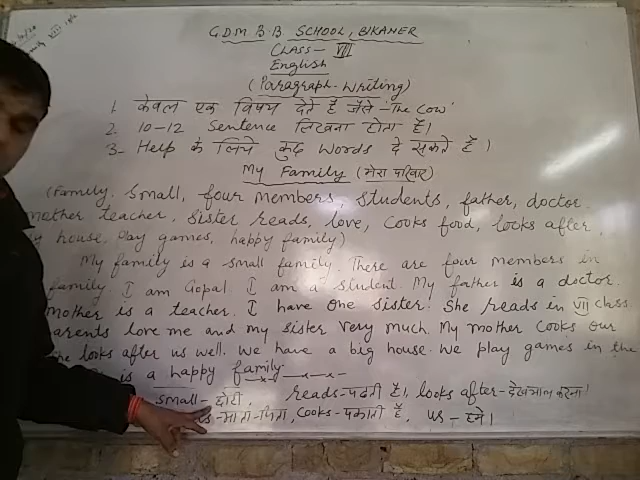 G.D.M B.B SCHOOL, BIKANER
CLASS - VII
English
(Paragraph-Writing)
1. केवल एक विषय देते हैं जैसे 'The Cow'
2. 10-12 Sentence लिखना होता है।
3- Help के लिये कुछ words दे सकते हैं।
My Family (मेरा परिवार)
(Family. Small, four members, students, father, doctor.
mother teacher, sister reads, love, cooks food, looks after,
house, play games, happy family)
My family is a small family. There are four members in
family. I am Gopal. I am a student. My father is a doctor.
mother is a teacher. I have one sister. She reads in VII class.
arents love me and my sister very much. My mother cooks our
She looks after us well. We have a big house. We play games in the
is a happy family.
small - छोटी, reads - पढ़ती है। looks after - देखभाल करना।
- माता-पिता, cooks - पकाती है, us - हमें।